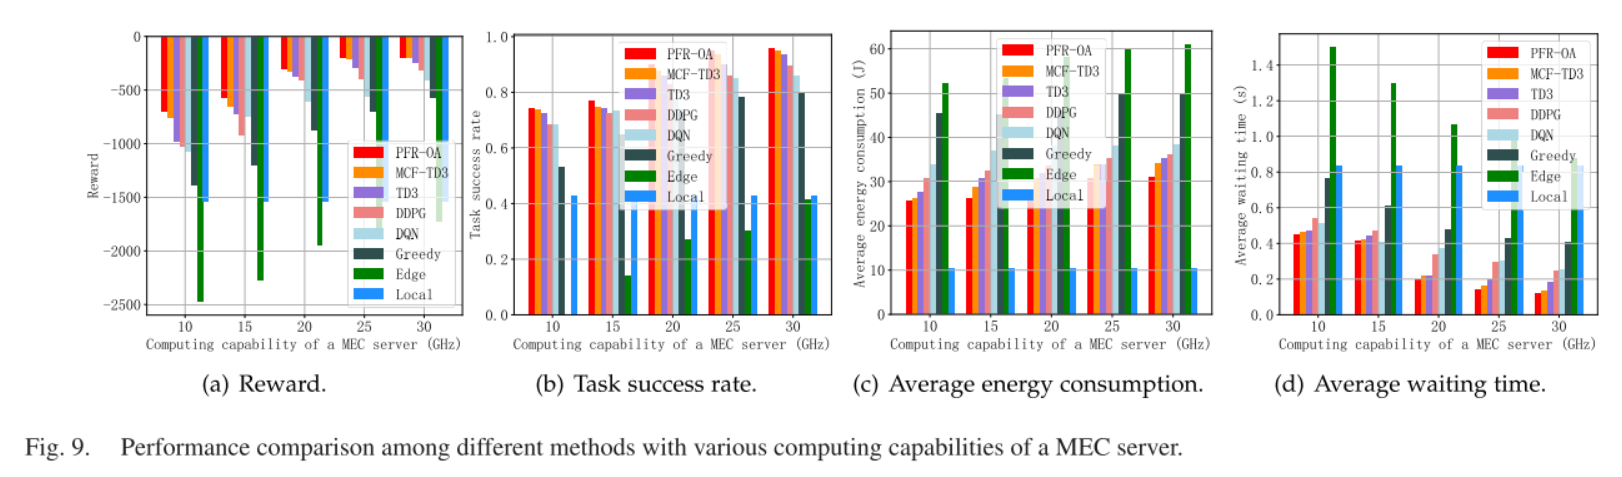 0
−500
−1000
−1500
−2000
−2500
Reward
PFR-OA
MCF-TD3
TD3
DDPG
DQN
Greedy
Edge
Local
10 15 20 25 30
Computing capability of a MEC server (GHz)
(a) Reward.
1.0
0.8
0.6
0.4
0.2
0.0
Task success rate
PFR-OA
MCF-TD3
TD3
DDPG
DQN
Greedy
Edge
Local
10 15 20 25 30
Computing capability of a MEC server (GHz)
(b) Task success rate.
60
50
40
30
20
10
0
Average energy consumption (J)
PFR-OA
MCF-TD3
TD3
DDPG
DQN
Greedy
Edge
Local
10 15 20 25 30
Computing capability of a MEC server (GHz)
(c) Average energy consumption.
1.4
1.2
1.0
0.8
0.6
0.4
0.2
0.0
Average waiting time (s)
PFR-OA
MCF-TD3
TD3
DDPG
DQN
Greedy
Edge
Local
10 15 20 25 30
Computing capability of a MEC server (GHz)
(d) Average waiting time.
Fig. 9. Performance comparison among different methods with various computing capabilities of a MEC server.